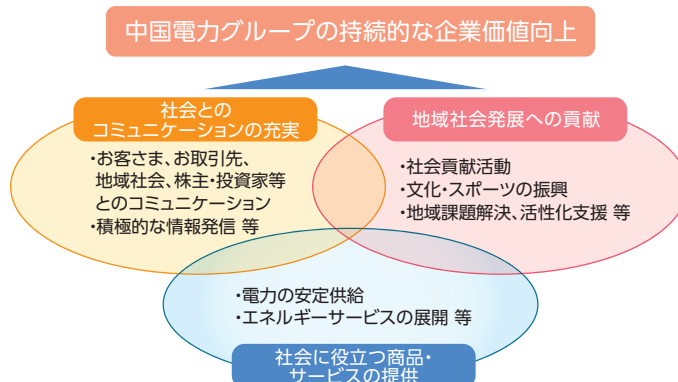 中国電力グループの持続的な企業価値向上
社会との
コミュニケーションの充実
・お客さま、お取引先、
地域社会、株主・投資家等
とのコミュニケーション
・積極的な情報発信 等
地域社会発展への貢献
・社会貢献活動
・文化・スポーツの振興
・地域課題解決、活性化支援 等
・電力の安定供給
・エネルギーサービスの展開 等
社会に役立つ商品・
サービスの提供